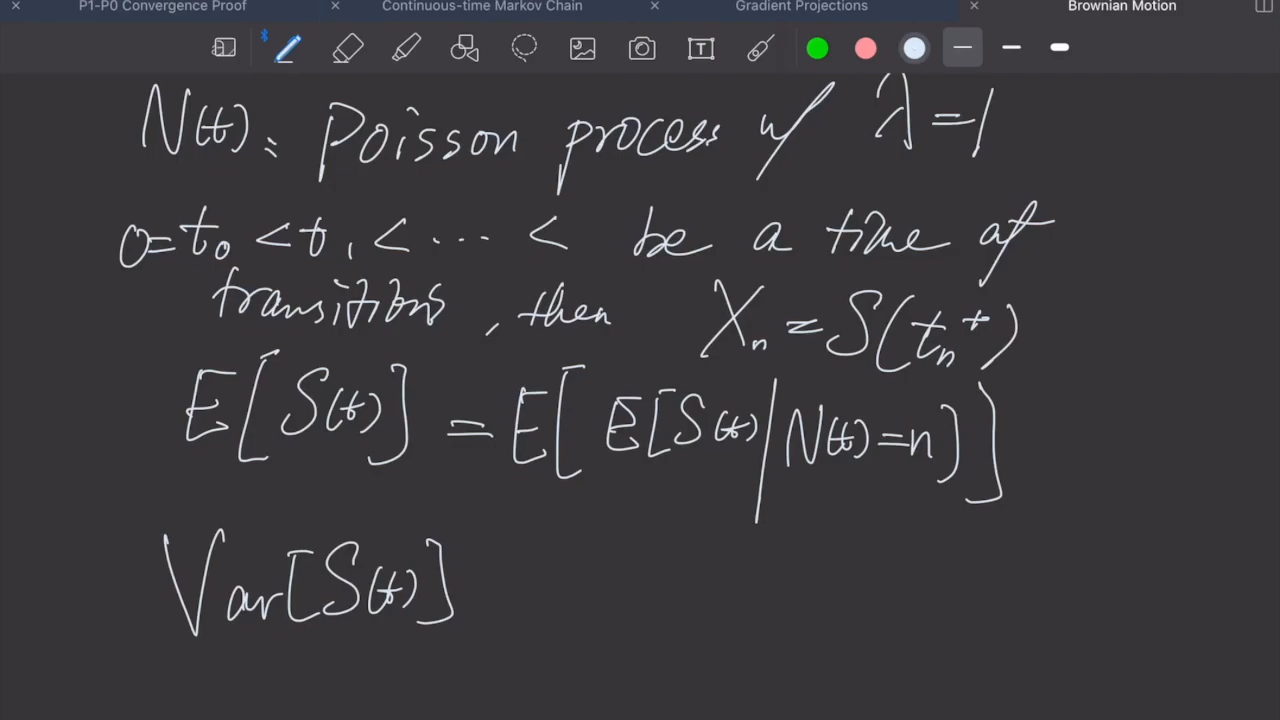 P1-P0 Convergence Proof Continuous-time Markov Chain Gradient Projections Brownian Motion
N(t): Poisson process w/ λ=1
0=t₀ <t₁ < ... < be a time at
transitions, then Xₙ = S(tₙ⁺)
E[S(t)] = E[E[S(t)|N(t)=n]]
Var[S(t)]